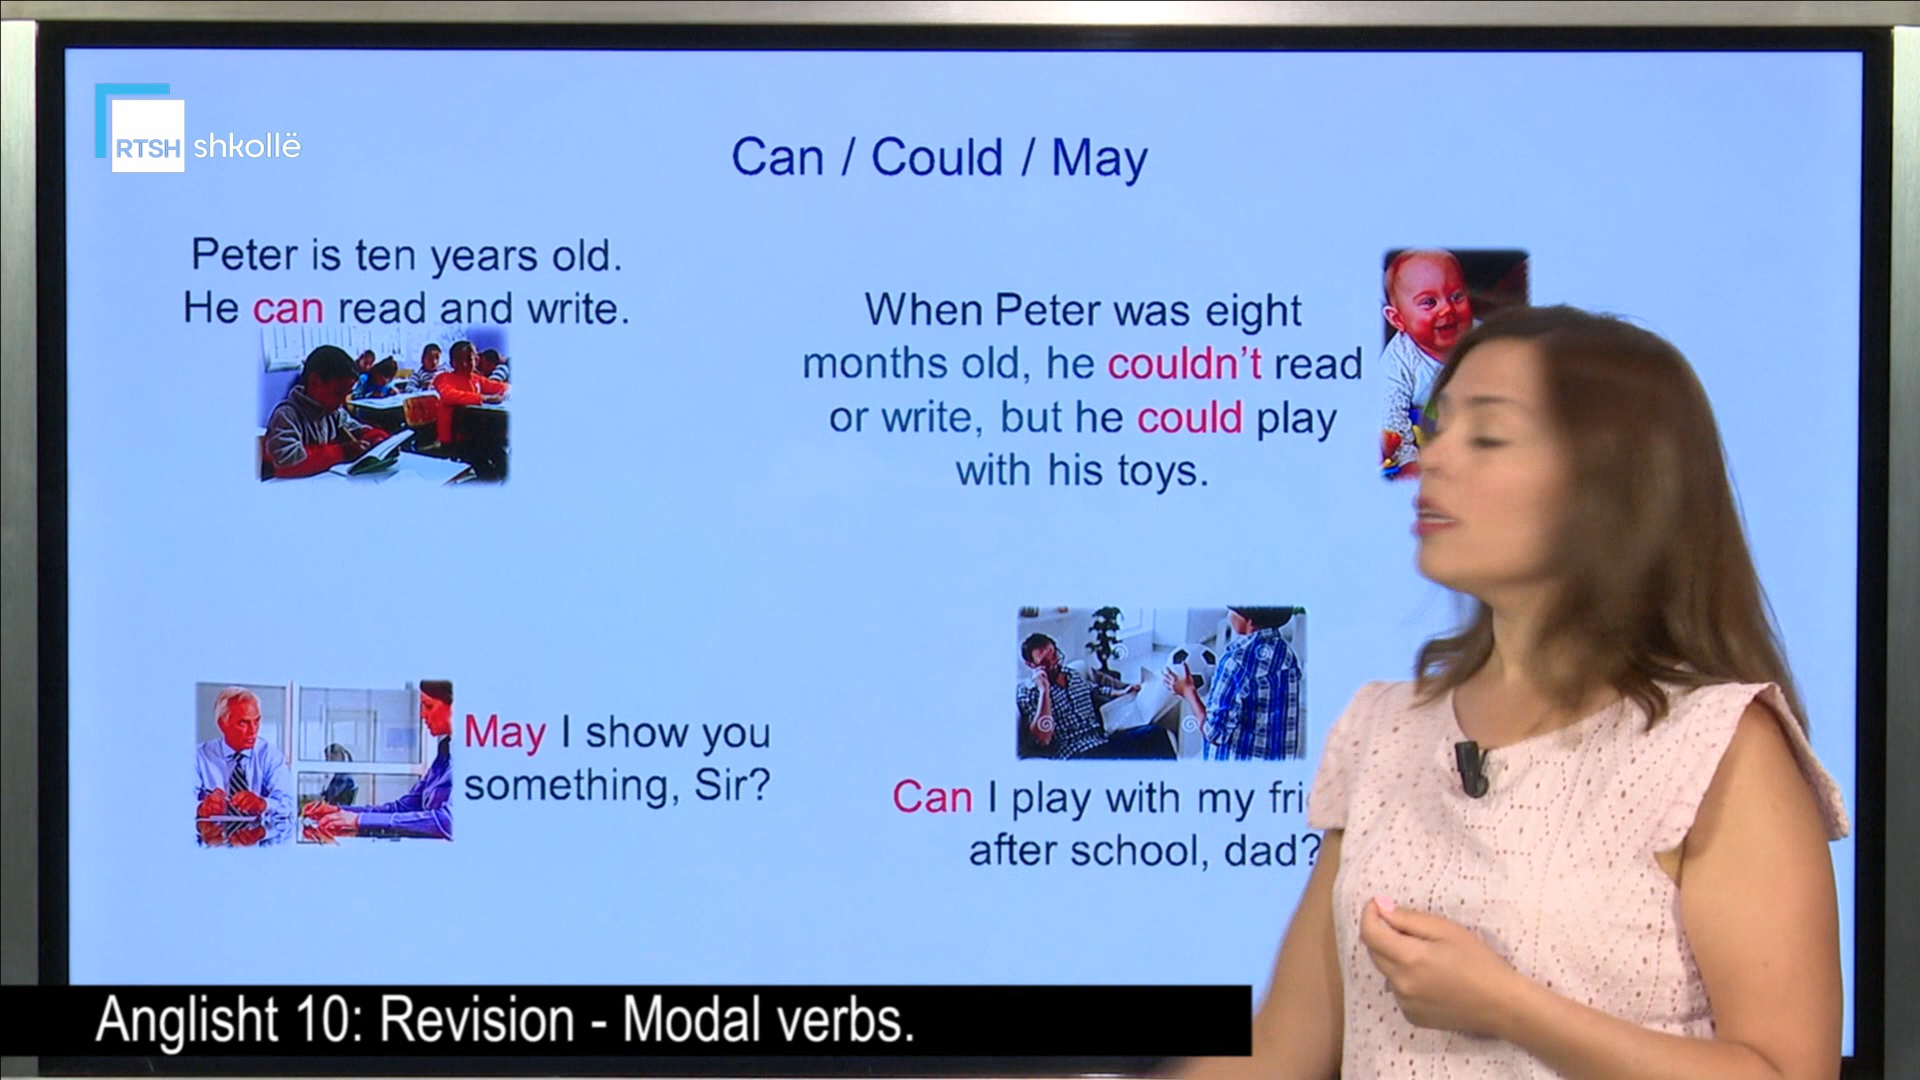 RTSH shkollë
Can / Could / May
Peter is ten years old.
He can read and write.
When Peter was eight
months old, he couldn't read
or write, but he could play
with his toys.
May I show you
something, Sir?
Can I play with my
after school, dad?
Anglisht 10: Revision - Modal verbs.